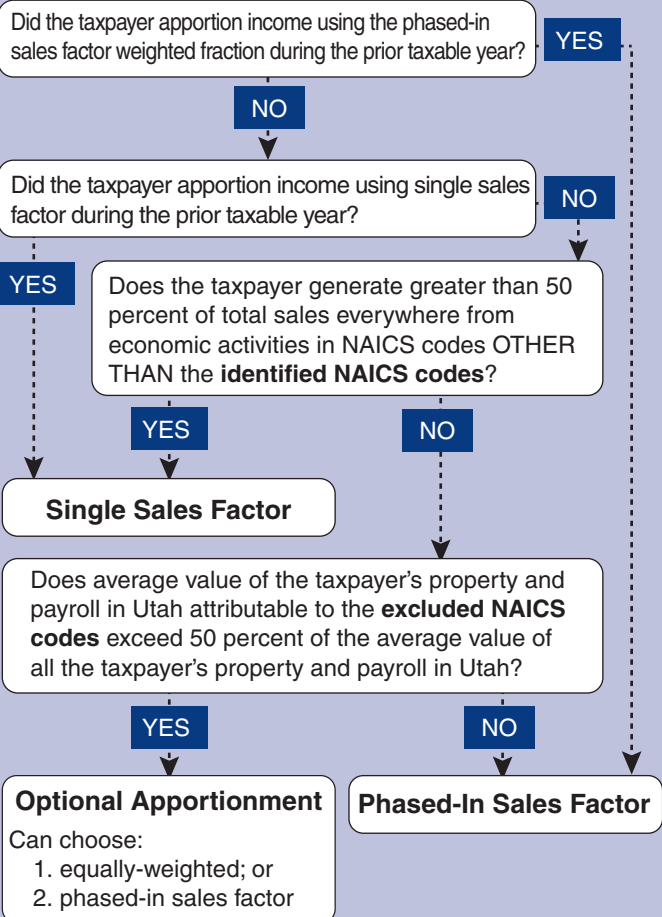 Did the taxpayer apportion income using the phased-in
sales factor weighted fraction during the prior taxable year?
YES
NO
Did the taxpayer apportion income using single sales
factor during the prior taxable year?
NO
YES
Does the taxpayer generate greater than 50
percent of total sales everywhere from
economic activities in NAICS codes OTHER
THAN the identified NAICS codes?
YES
NO
Single Sales Factor
Does average value of the taxpayer’s property and
payroll in Utah attributable to the excluded NAICS
codes exceed 50 percent of the average value of
all the taxpayer’s property and payroll in Utah?
YES
NO
Optional Apportionment
Can choose:
1. equally-weighted; or
2. phased-in sales factor
Phased-In Sales Factor